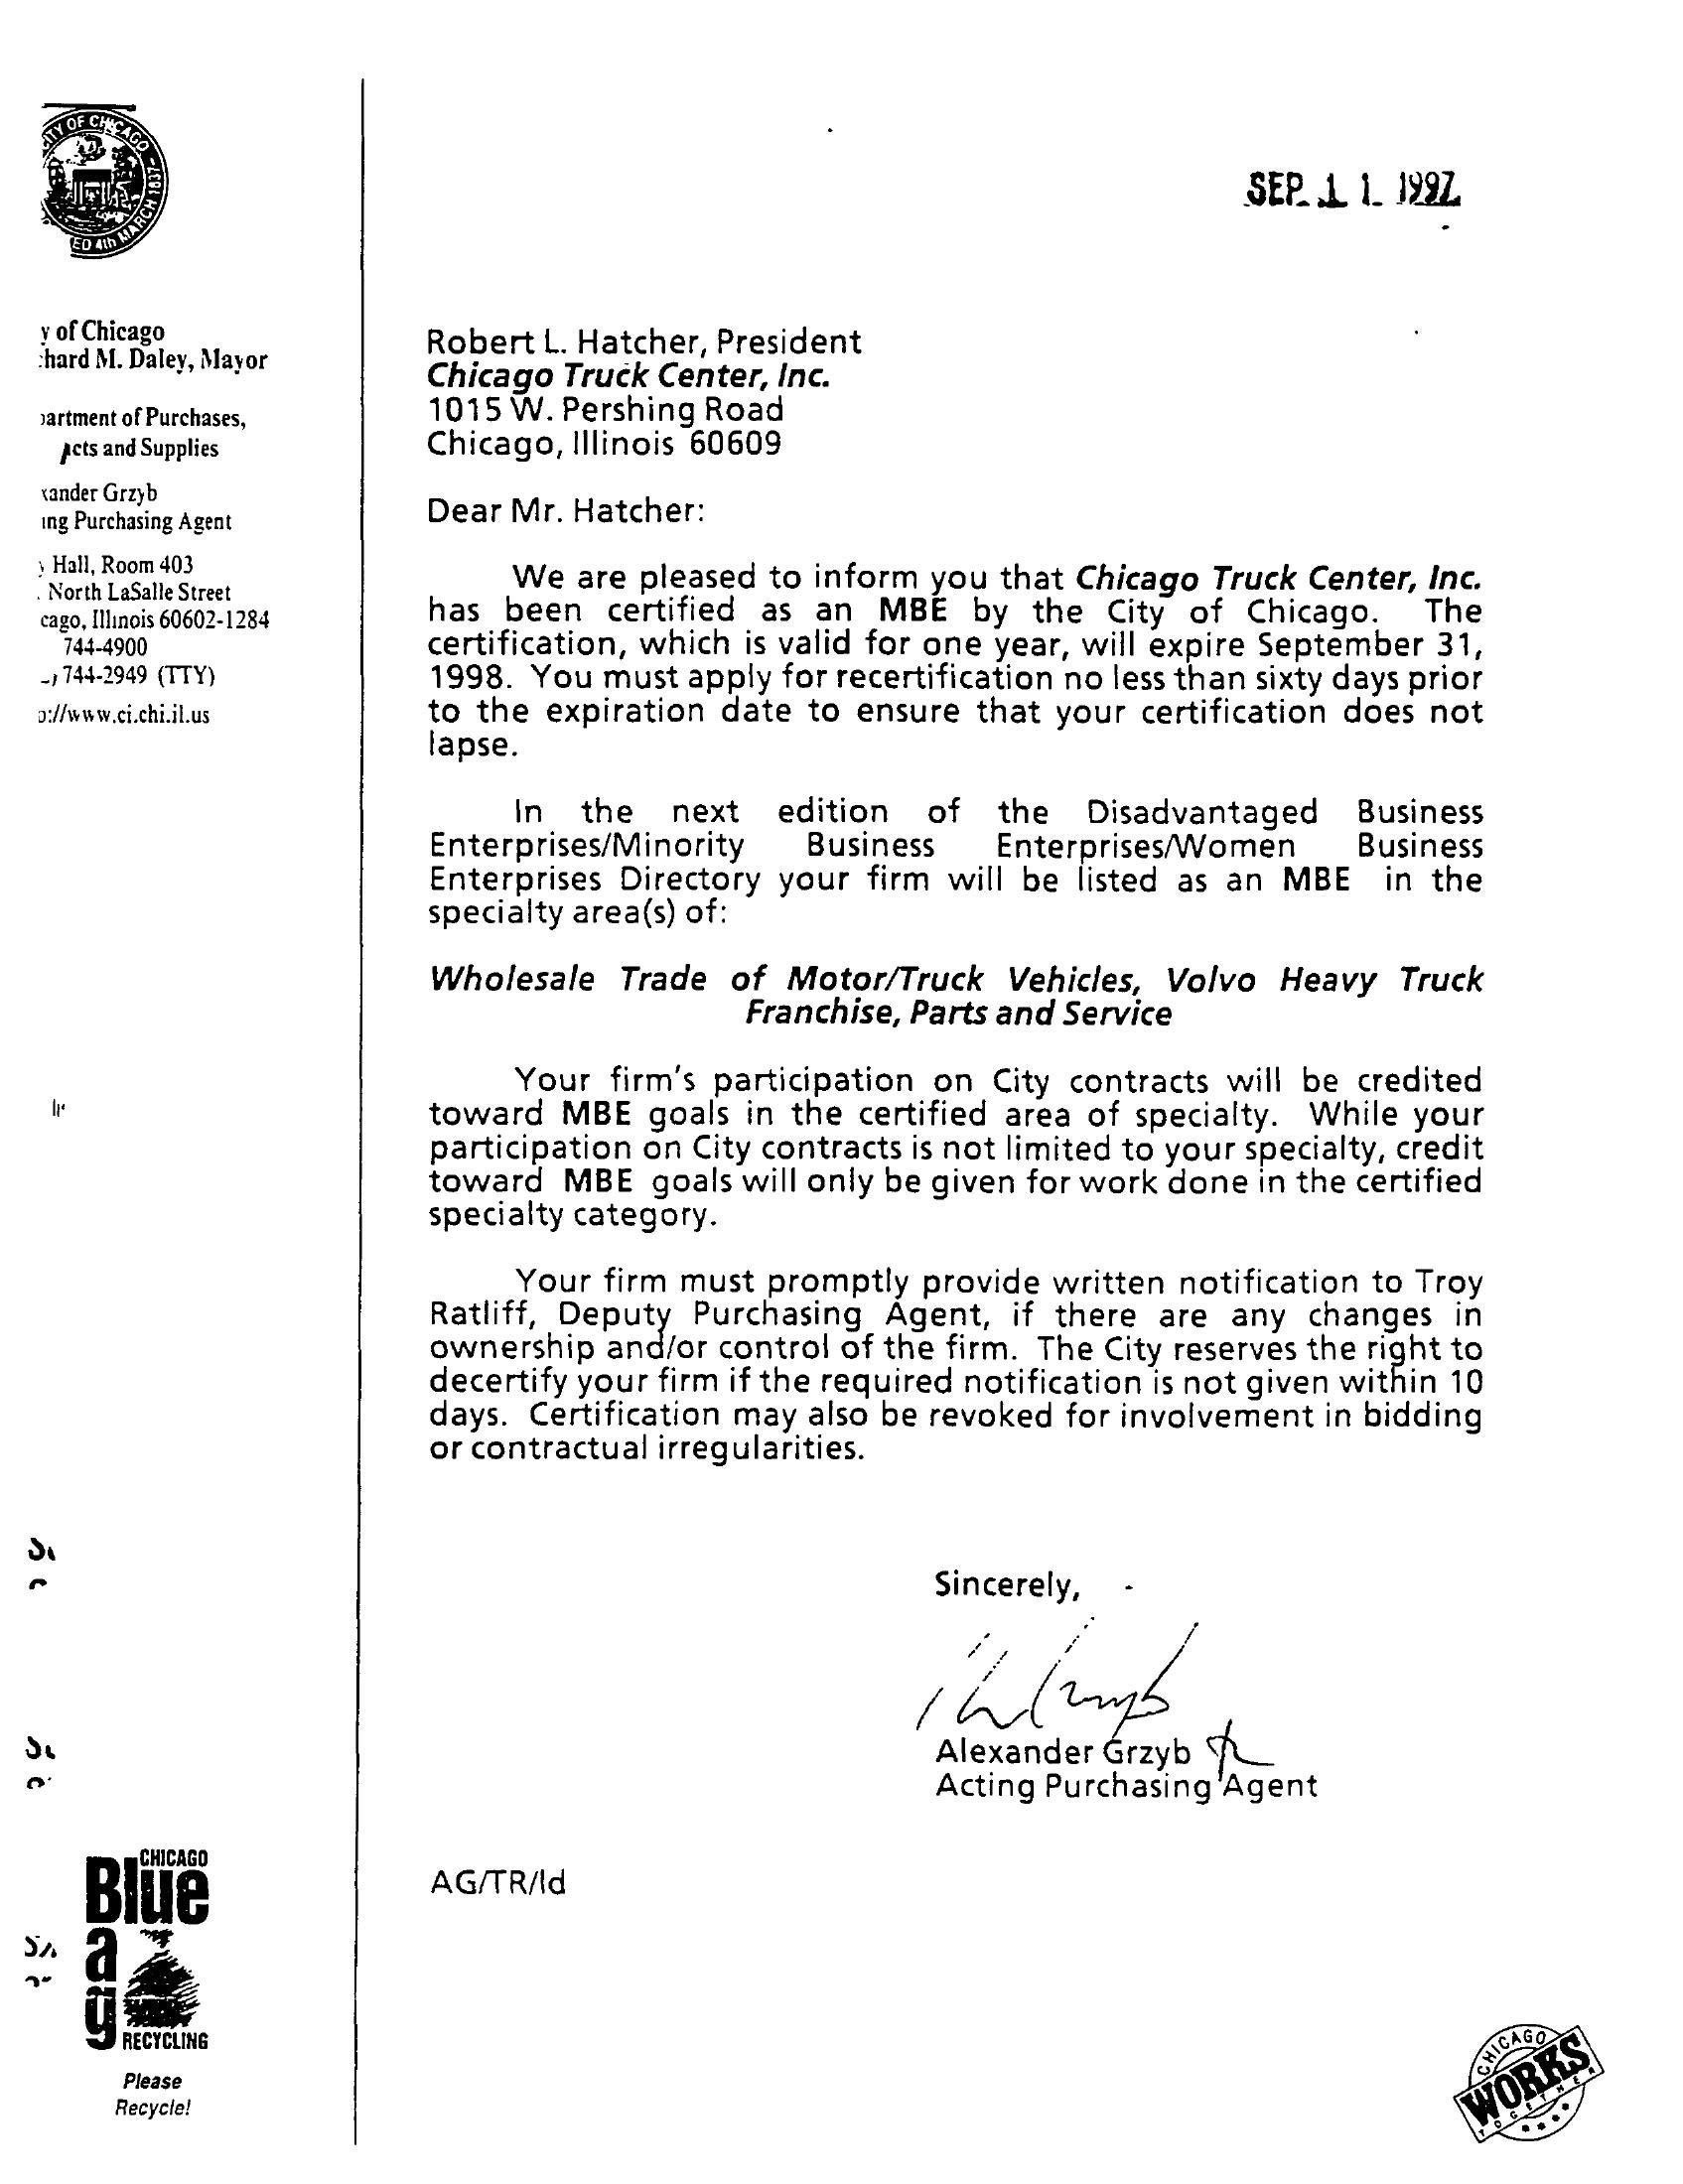 CITY OF CHICAGO
ED 4th MARCH 1837
SEP. 11 1997
y of Chicago
hard M. Daley, Mayor
artment of Purchases,
acts and Supplies
xander Grzyb
ing Purchasing Agent
y Hall, Room 403
North LaSalle Street
cago, Illinois 60602-1284
744-4900
744-2949 (TTY)
p://www.ci.chi.il.us
Robert L. Hatcher, President
Chicago Truck Center, Inc.
1015 W. Pershing Road
Chicago, Illinois 60609
Dear Mr. Hatcher:
We are pleased to inform you that Chicago Truck Center, Inc.
has been certified as an MBE by the City of Chicago. The
certification, which is valid for one year, will expire September 31,
1998. You must apply for recertification no less than sixty days prior
to the expiration date to ensure that your certification does not
lapse.
In the next edition of the Disadvantaged Business
Enterprises/Minority Business Enterprises/Women Business
Enterprises Directory your firm will be listed as an MBE in the
specialty area(s) of:
Wholesale Trade of Motor/Truck Vehicles, Volvo Heavy Truck
Franchise, Parts and Service
Your firm's participation on City contracts will be credited
toward MBE goals in the certified area of specialty. While your
participation on City contracts is not limited to your specialty, credit
toward MBE goals will only be given for work done in the certified
specialty category.
Your firm must promptly provide written notification to Troy
Ratliff, Deputy Purchasing Agent, if there are any changes in
ownership and/or control of the firm. The City reserves the right to
decertify your firm if the required notification is not given within 10
days. Certification may also be revoked for involvement in bidding
or contractual irregularities.
Sincerely,
Alexander Grzyb
Acting Purchasing Agent
AG/TR/ld
CHICAGO
Blue
Bag
RECYCLING
Please
Recycle!
CHICAGO
WORKS
TOGETHER